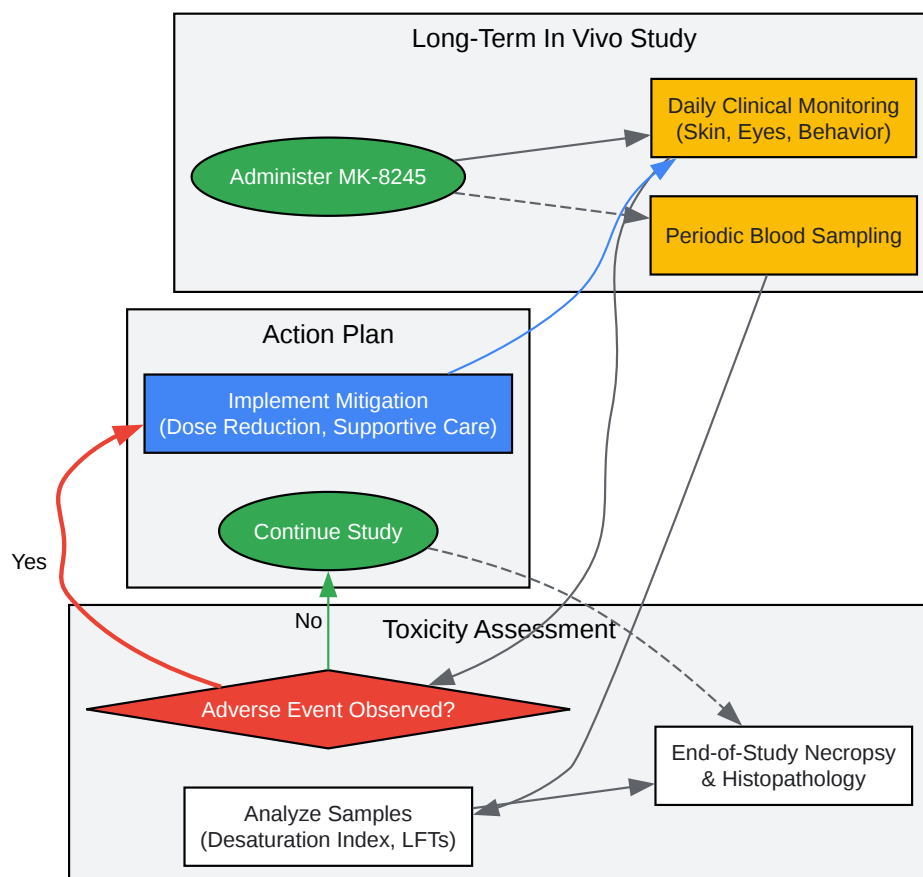 Long-Term In Vivo Study
Daily Clinical Monitoring
(Skin, Eyes, Behavior)
Administer MK-8245
Periodic Blood Sampling
Action Plan
Implement Mitigation
(Dose Reduction, Supportive Care)
Continue Study
Yes
No
Toxicity Assessment
Adverse Event Observed?
End-of-Study Necropsy
& Histopathology
Analyze Samples
(Desaturation Index, LFTs)